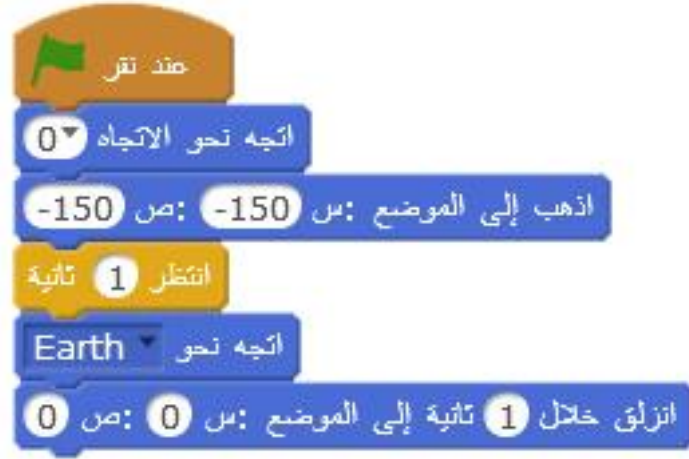 عند نقر
اتجه نحو الاتجاه 0
اذهب إلى الموضع س: -150 ص: -150
انتظر 1 ثانية
اتجه نحو Earth
انزلق خلال 1 ثانية إلى الموضع س: 0 ص: 0